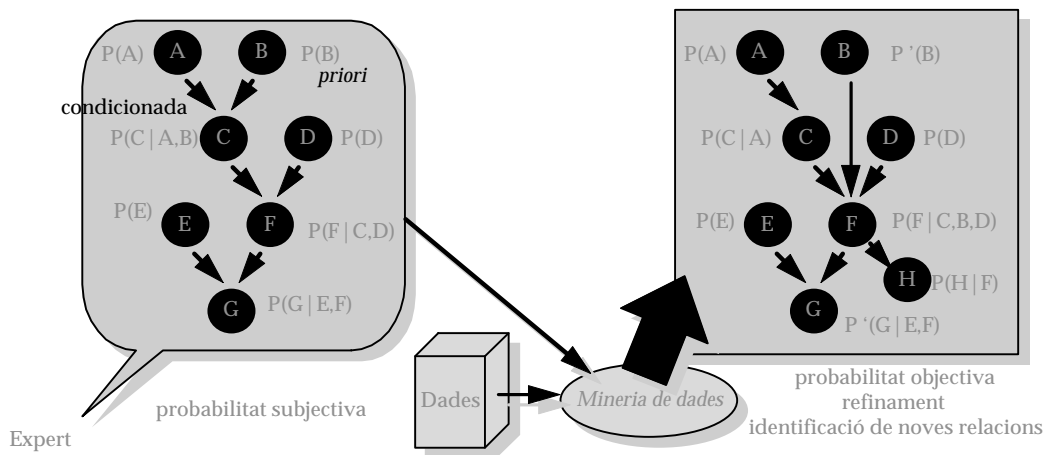 P(A) A B P(B)
priori
condicionada
P(C | A,B) C D P(D)
P(E) E F P(F | C,D)
G P(G | E,F)
probabilitat subjectiva
Expert
Dades
Mineria de dades
P(A) A B P '(B)
P(C | A) C D P(D)
P(E) E F P(F | C,B,D)
H P(H | F)
G
P ‘(G | E,F)
probabilitat objectiva
refinament
identificació de noves relacions